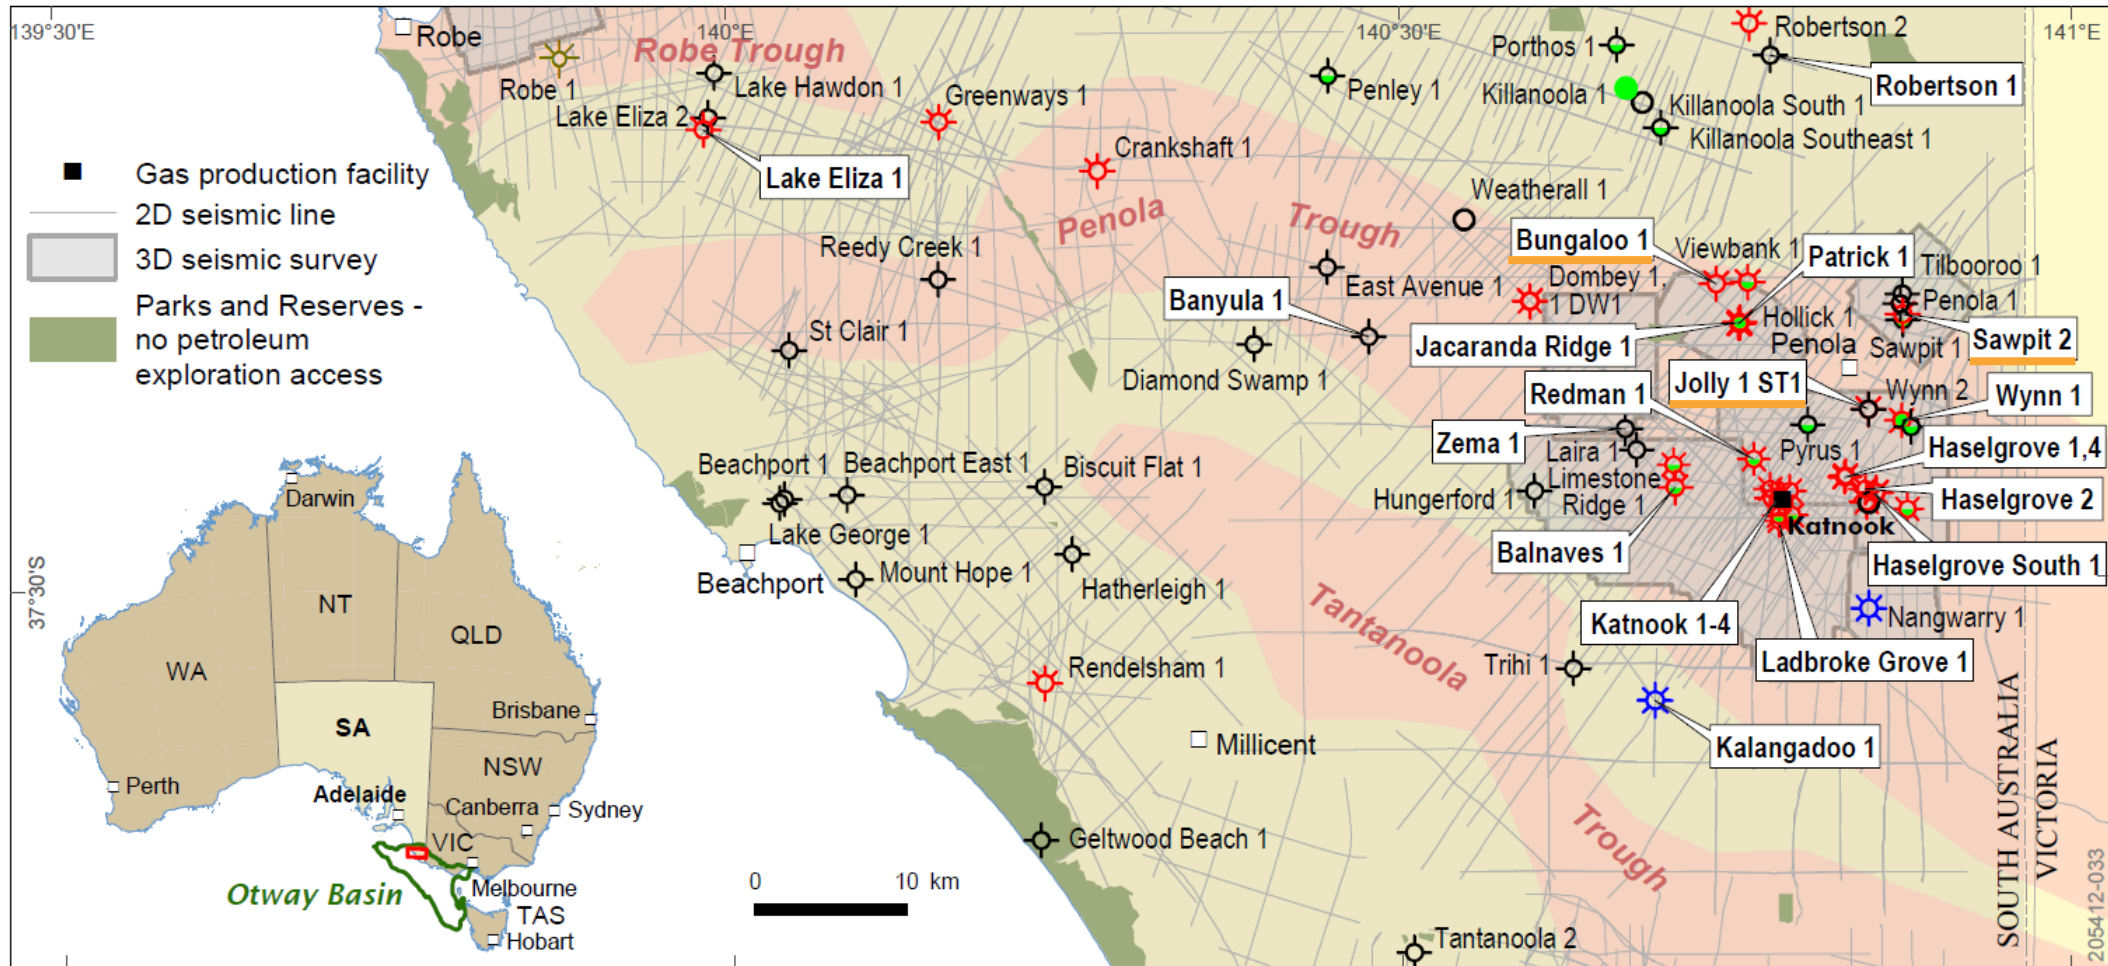 139°30'E
140°E
140°30'E
141°E
Robe
Robe Trough
Robe 1
Lake Hawdon 1
Lake Eliza 2
Greenways 1
Lake Eliza 1
Crankshaft 1
Penley 1
Porthos 1
Robertson 2
Robertson 1
Killanoola 1
Killanoola South 1
Killanoola Southeast 1
Gas production facility
2D seismic line
3D seismic survey
Parks and Reserves -
no petroleum
exploration access
Penola
Trough
Weatherall 1
Reedy Creek 1
St Clair 1
Banyula 1
East Avenue 1
Diamond Swamp 1
Bungaloo 1
Viewbank 1
Patrick 1
Dombey 1,
1 DW1
Tilbooroo 1
Penola 1
Jacaranda Ridge 1
Hollick 1
Penola
Sawpit 1
Sawpit 2
Redman 1
Jolly 1 ST1
Wynn 2
Wynn 1
Zema 1
Laira 1
Pyrus 1
Haselgrove 1,4
Limestone
Ridge 1
Hungerford 1
Haselgrove 2
Katnook
Balnaves 1
Haselgrove South 1
Katnook 1-4
Nangwarry 1
Ladbroke Grove 1
Beachport 1
Beachport East 1
Biscuit Flat 1
Lake George 1
Beachport
Mount Hope 1
Hatherleigh 1
37°30'S
Tantanoola
Trough
Trihi 1
Kalangadoo 1
Rendelsham 1
Millicent
Geltwood Beach 1
Tantanoola 2
SOUTH AUSTRALIA
VICTORIA
205412-033
0
10 km
Darwin
NT
QLD
WA
SA
Brisbane
NSW
Perth
Adelaide
Canberra
Sydney
VIC
Otway Basin
Melbourne
TAS
Hobart